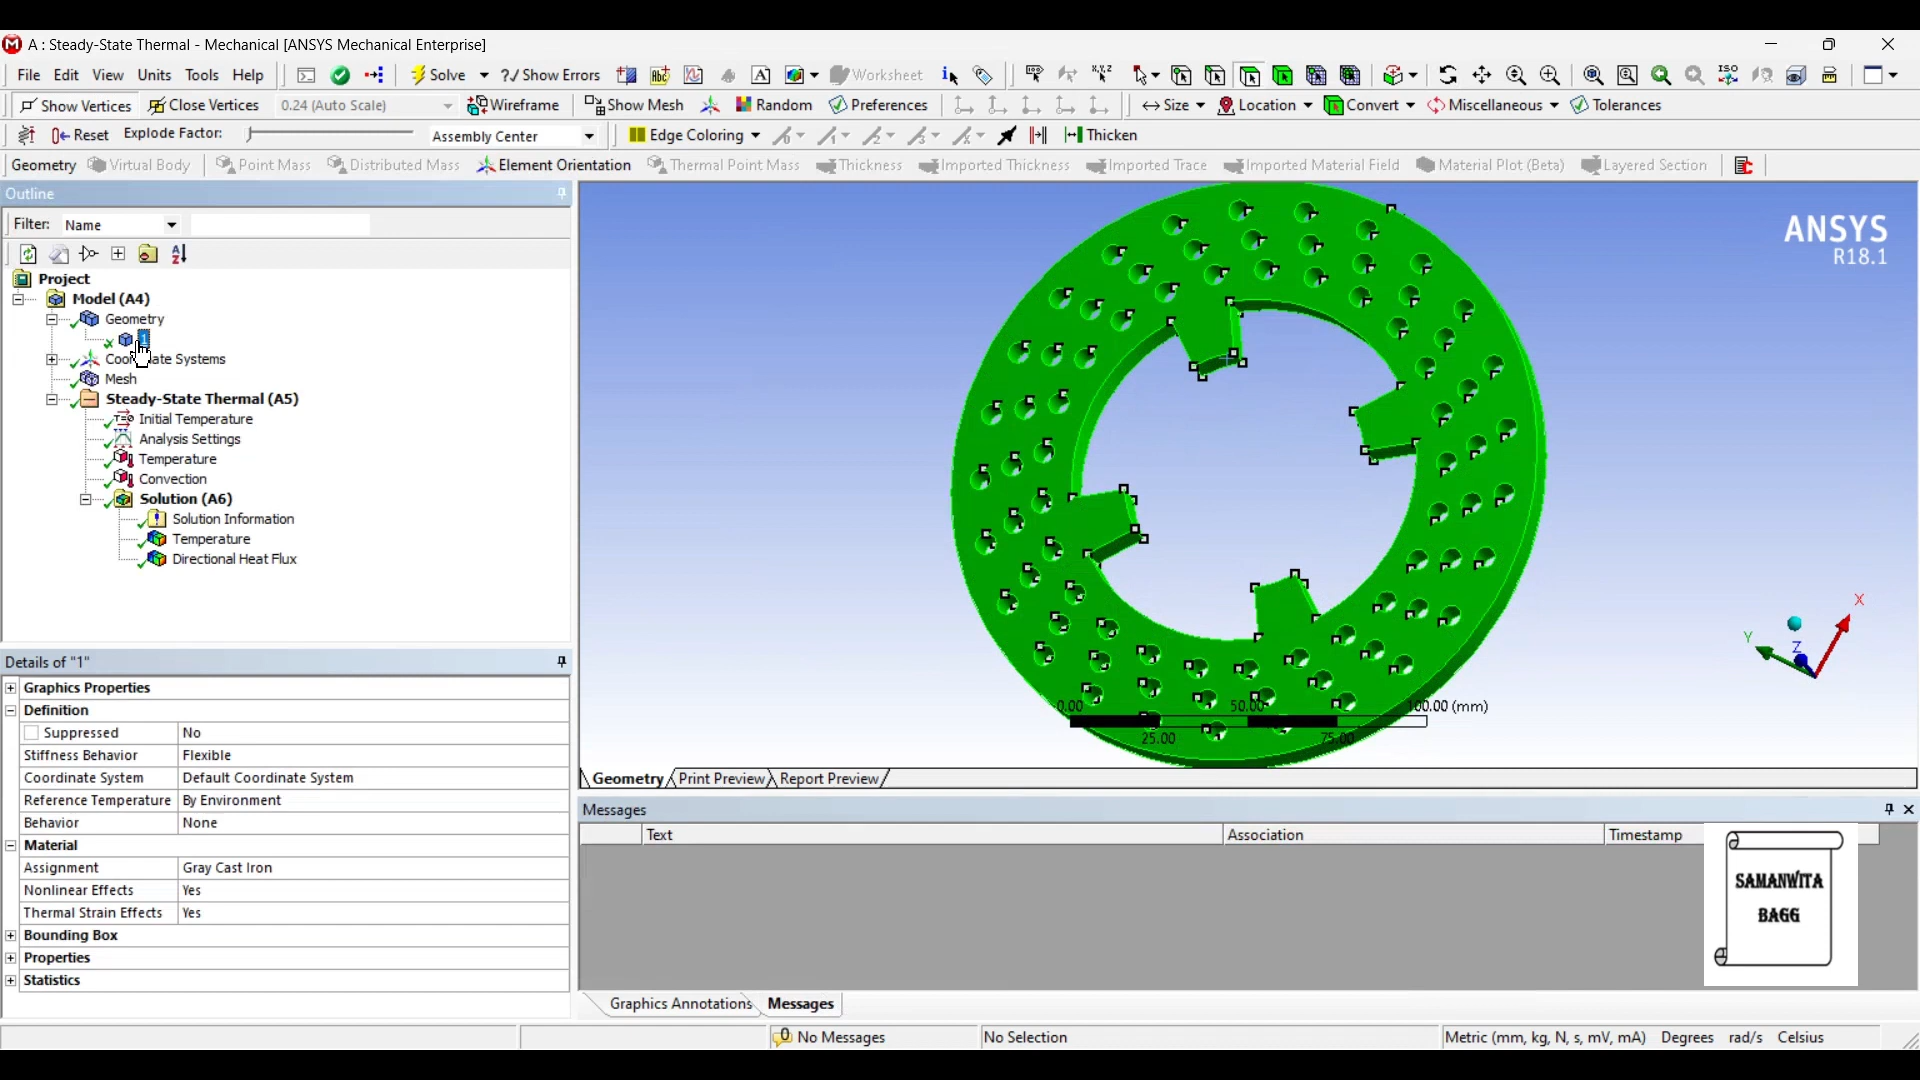 A : Steady-State Thermal - Mechanical [ANSYS Mechanical Enterprise]
File Edit View Units Tools Help Solve ?/ Show Errors Worksheet
Show Vertices Close Vertices 0.24 (Auto Scale) Wireframe Show Mesh Random Preferences Size Location Convert Miscellaneous Tolerances
Reset Explode Factor: Assembly Center Edge Coloring Thicken
Geometry Virtual Body Point Mass Distributed Mass Element Orientation Thermal Point Mass Thickness Imported Thickness Imported Trace Imported Material Field Material Plot (Beta) Layered Section
Outline
Filter: Name
Project
Model (A4)
Geometry
1
Coordinate Systems
Mesh
Steady-State Thermal (A5)
Initial Temperature
Analysis Settings
Temperature
Convection
Solution (A6)
Solution Information
Temperature
Directional Heat Flux
Details of "1"
Graphics Properties
Definition
Suppressed No
Stiffness Behavior Flexible
Coordinate System Default Coordinate System
Reference Temperature By Environment
Behavior None
Material
Assignment Gray Cast Iron
Nonlinear Effects Yes
Thermal Strain Effects Yes
Bounding Box
Properties
Statistics
ANSYS
R18.1
X
Y
Z
0.00 50.00 100.00 (mm)
25.00 75.00
Geometry Print Preview Report Preview
Messages
Text Association Timestamp
SAMANWITA
BAGG
Graphics Annotations Messages
0 No Messages No Selection Metric (mm, kg, N, s, mV, mA) Degrees rad/s Celsius